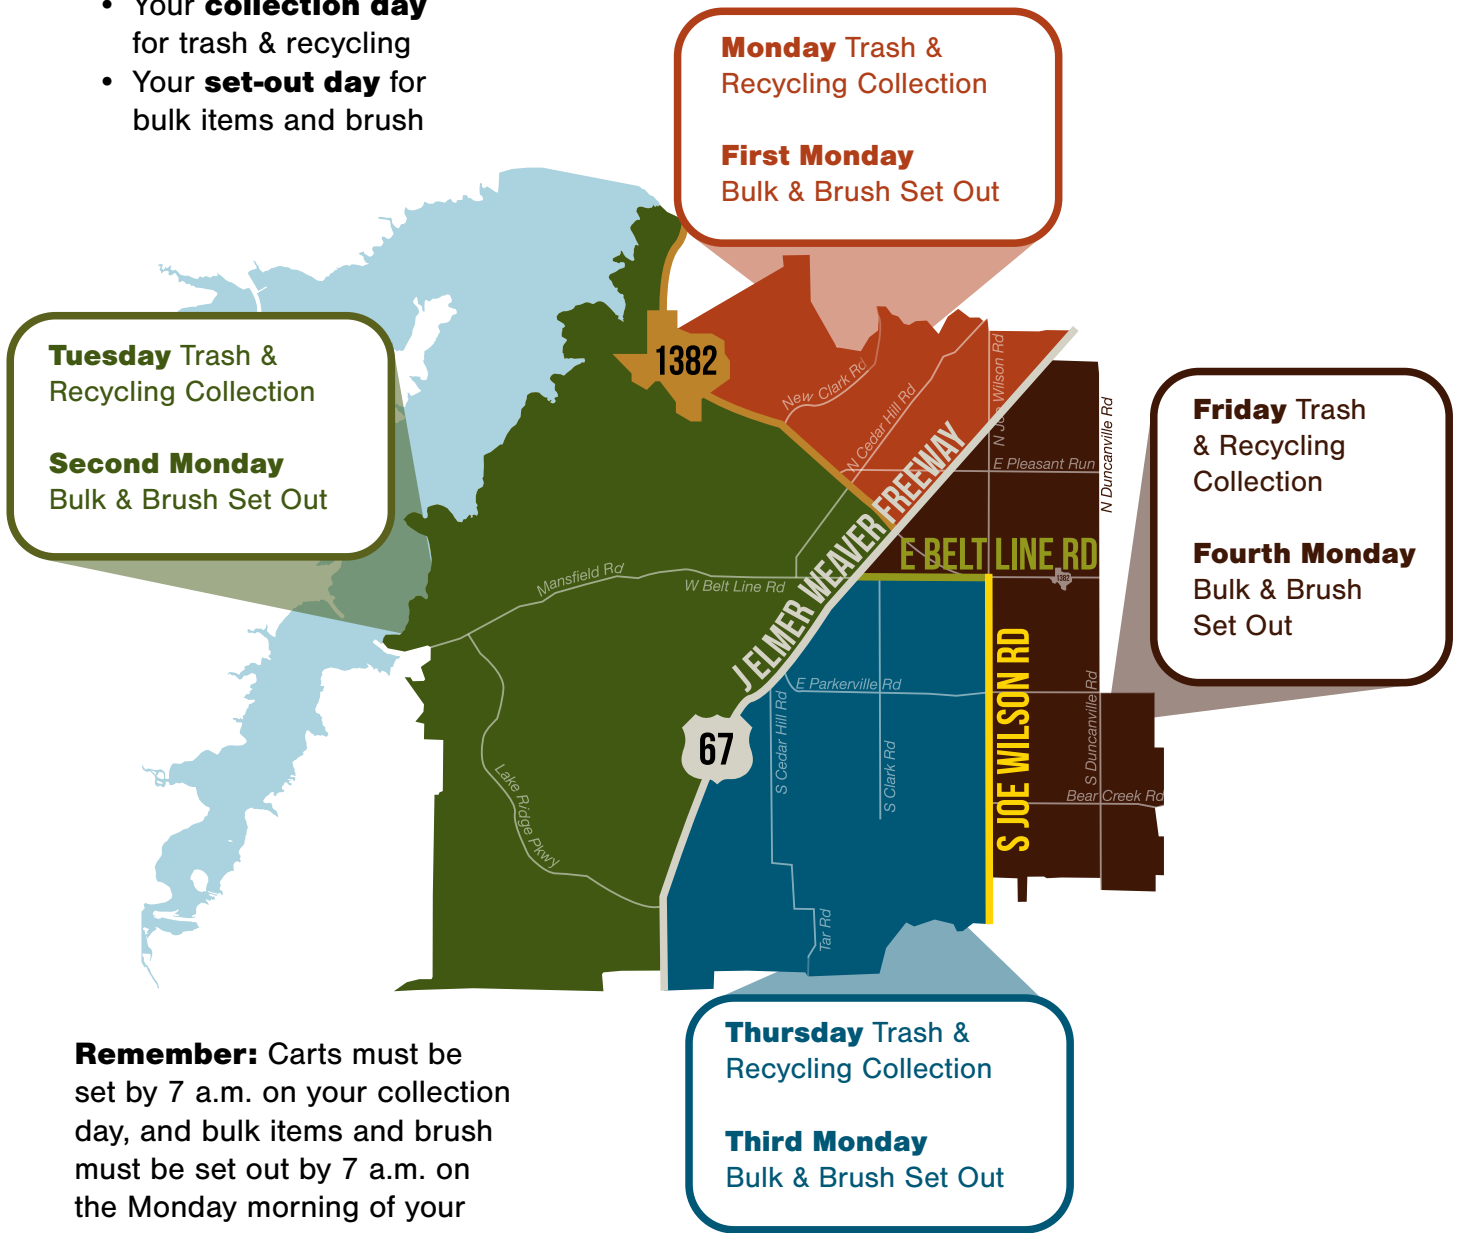 • Your collection day
for trash & recycling
• Your set-out day for
bulk items and brush
Monday Trash &
Recycling Collection
First Monday
Bulk & Brush Set Out
Tuesday Trash &
Recycling Collection
Second Monday
Bulk & Brush Set Out
Friday Trash
& Recycling
Collection
Fourth Monday
Bulk & Brush
Set Out
1382
New Clark Rd
N Cedar Hill Rd
N Joe Wilson Rd
N Duncanville Rd
E Pleasant Run
J ELMER WEAVER FREEWAY
E BELT LINE RD
1382
Mansfield Rd
W Belt Line Rd
E Parkerville Rd
S Cedar Hill Rd
S Clark Rd
S JOE WILSON RD
S Duncanville Rd
Bear Creek Rd
67
Lake Ridge Pkwy
Tar Rd
Thursday Trash &
Recycling Collection
Third Monday
Bulk & Brush Set Out
Remember: Carts must be
set by 7 a.m. on your collection
day, and bulk items and brush
must be set out by 7 a.m. on
the Monday morning of your